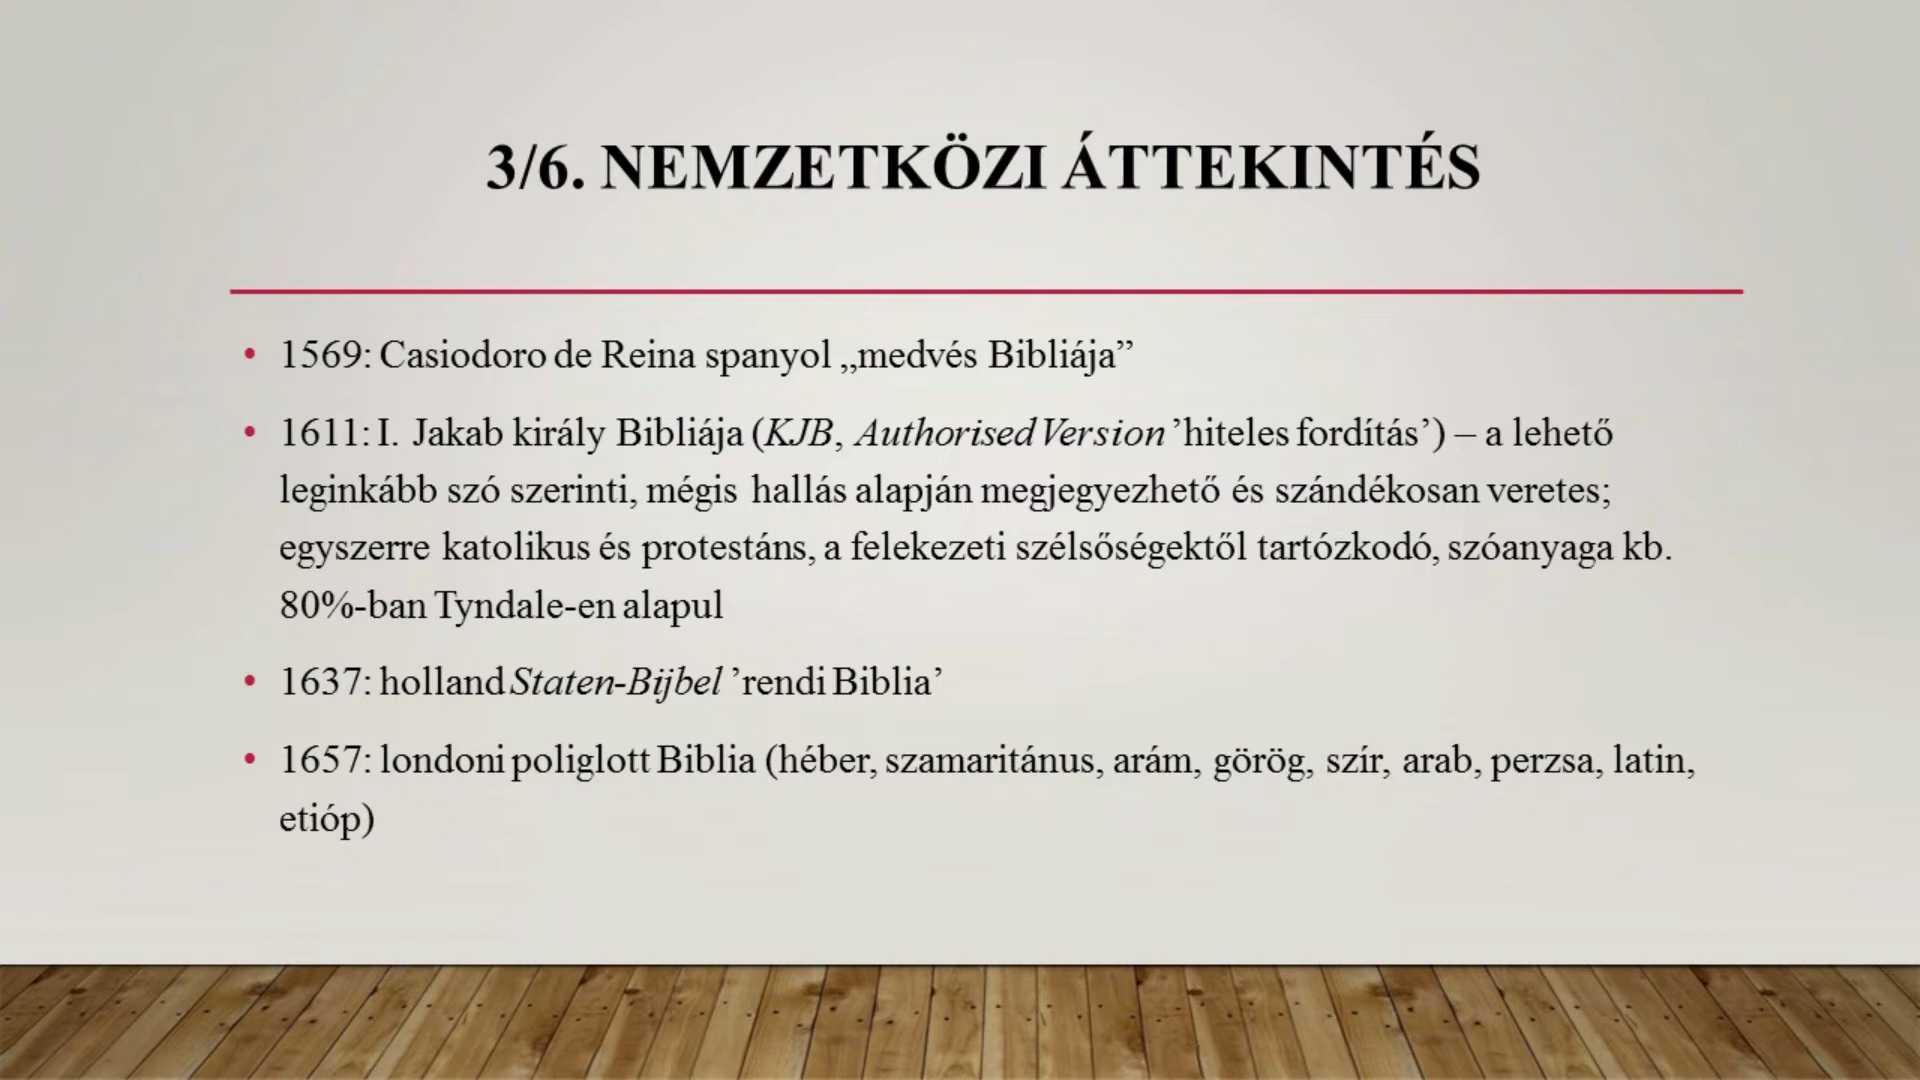 3/6. NEMZETKÖZI ÁTTEKINTÉS
• 1569: Casiodoro de Reina spanyol „medvés Bibliája”
• 1611: I. Jakab király Bibliája (KJB, Authorised Version ’hiteles fordítás’) – a lehető
leginkább szó szerinti, mégis hallás alapján megjegyezhető és szándékosan veretes;
egyszerre katolikus és protestáns, a felekezeti szélsőségektől tartózkodó, szóanyaga kb.
80%-ban Tyndale-en alapul
• 1637: holland Staten-Bijbel ’rendi Biblia’
• 1657: londoni poliglott Biblia (héber, szamaritánus, arám, görög, szír, arab, perzsa, latin,
etióp)